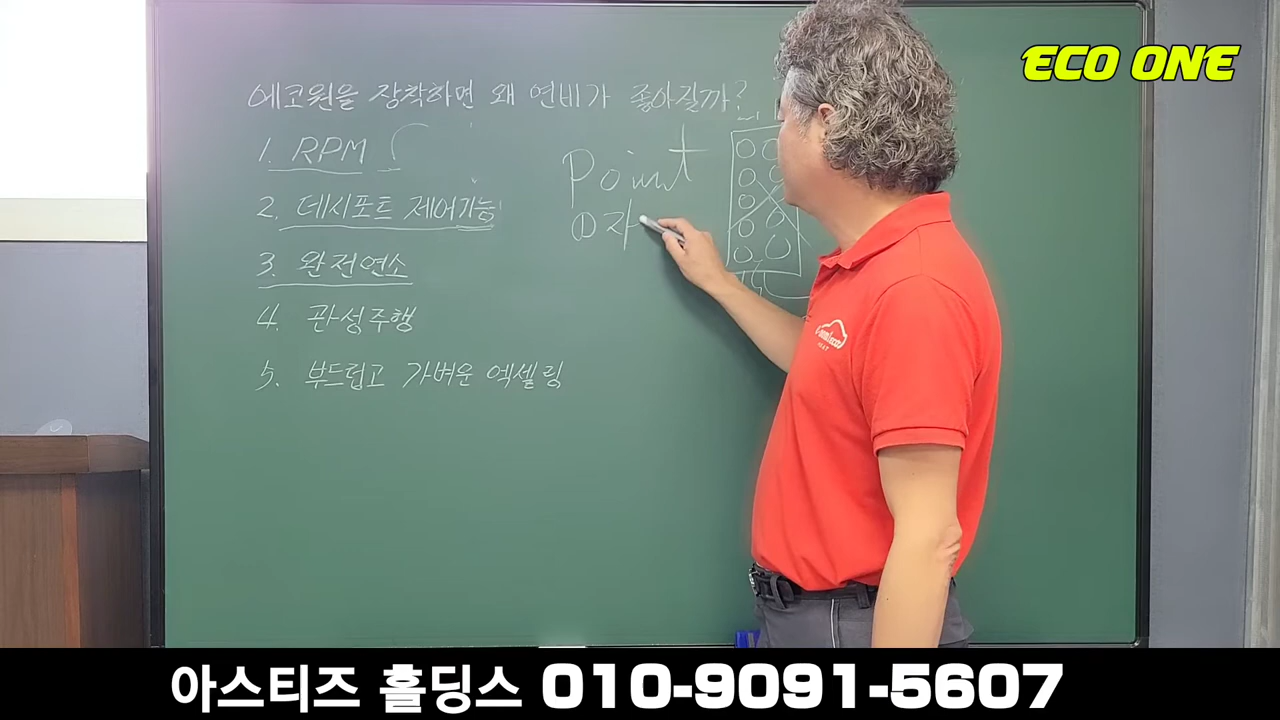 ECO ONE
에코원을 장착하면 왜 연비가 좋아질까?
1. RPM
2. 데시포트 제어기능
3. 완전연소
4. 관성주행
5. 부드럽고 가벼운 엑셀링
Point
① 자
아스티즈 홀딩스 010-9091-5607